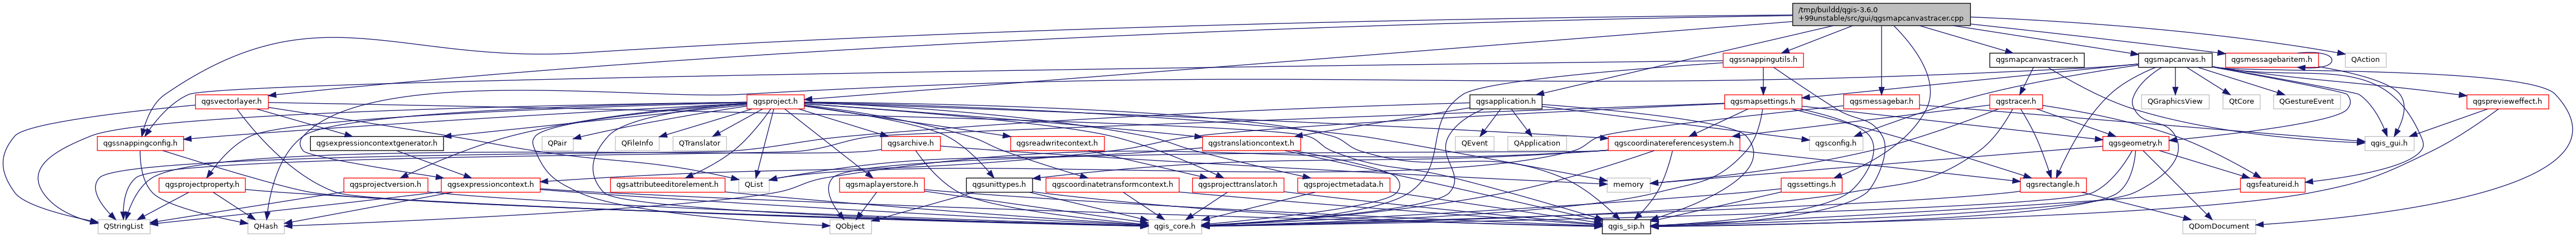 /tmp/buildd/qgis-3.6.0
+99unstable/src/gui/qgsmapcanvastracer.cpp
qgssnappingutils.h
qgsmapcanvastracer.h
qgsmapcanvas.h
qgsmessagebaritem.h
QAction
qgsvectorlayer.h
qgsproject.h
qgsapplication.h
qgsmapsettings.h
qgsmessagebar.h
qgstracer.h
QGraphicsView
QtCore
QGestureEvent
qgsprevieweffect.h
qgssnappingconfig.h
qgsexpressioncontextgenerator.h
QPair
QFileInfo
QTranslator
qgsarchive.h
qgsreadwritecontext.h
qgstranslationcontext.h
QEvent
QApplication
qgscoordinatereferencesystem.h
qgsconfig.h
qgsgeometry.h
qgis_gui.h
qgsprojectproperty.h
qgsprojectversion.h
qgsexpressioncontext.h
qgsattributeeditorelement.h
QList
qgsmaplayerstore.h
memory
qgsunittypes.h
qgscoordinatetransformcontext.h
qgsprojecttranslator.h
qgsprojectmetadata.h
qgssettings.h
qgsrectangle.h
qgsfeatureid.h
QStringList
QHash
QObject
qgis_core.h
qgis_sip.h
QDomDocument